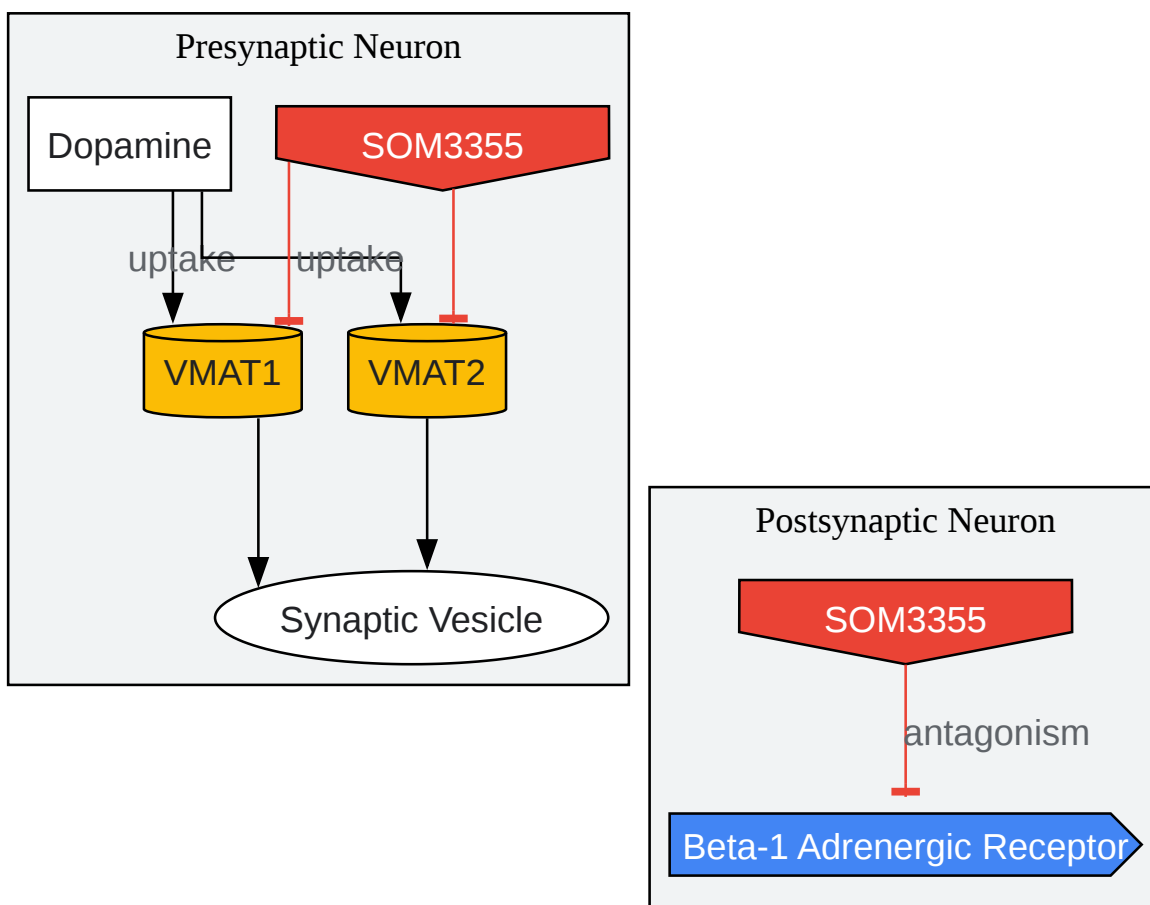 Presynaptic Neuron
Dopamine
SOM3355
uptake
uptake
VMAT1
VMAT2
Synaptic Vesicle
Postsynaptic Neuron
SOM3355
antagonism
Beta-1 Adrenergic Receptor